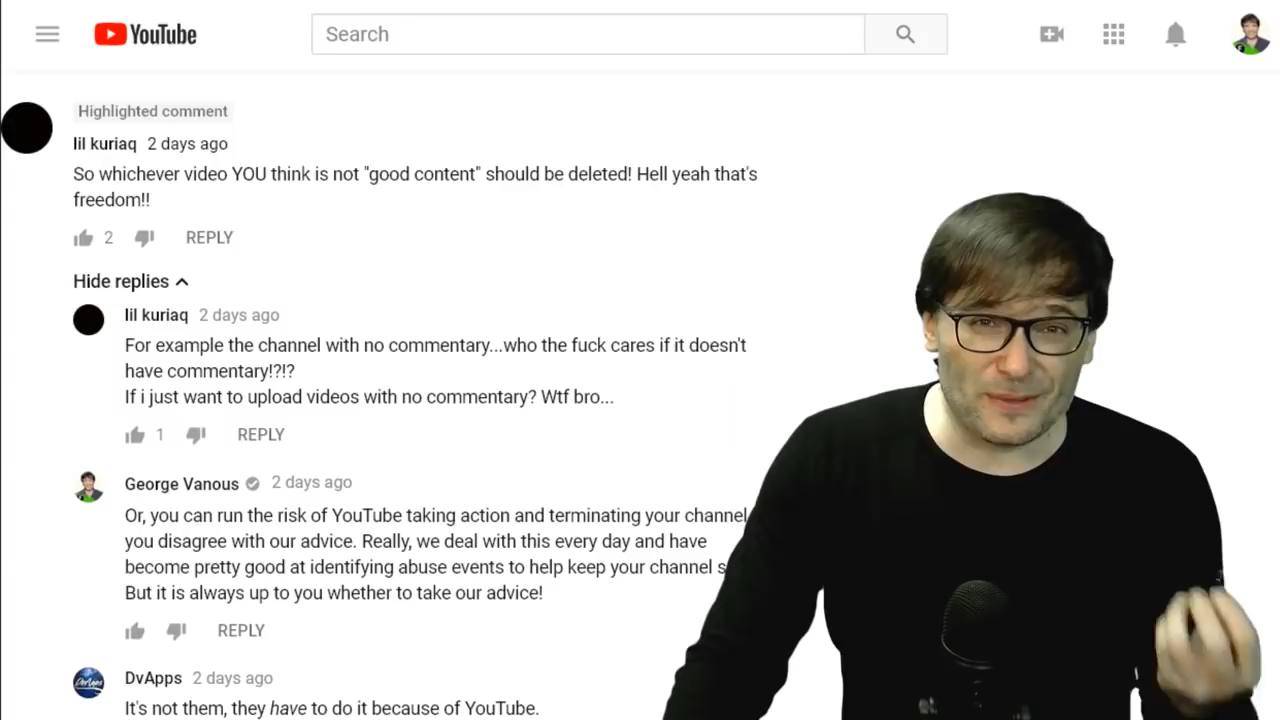 YouTube
Search
Highlighted comment
lil kuriaq 2 days ago
So whichever video YOU think is not "good content" should be deleted! Hell yeah that's
freedom!!
2 REPLY
Hide replies
lil kuriaq 2 days ago
For example the channel with no commentary...who the fuck cares if it doesn't
have commentary!?!?
If i just want to upload videos with no commentary? Wtf bro...
1 REPLY
George Vanous 2 days ago
Or, you can run the risk of YouTube taking action and terminating your channel
you disagree with our advice. Really, we deal with this every day and have
become pretty good at identifying abuse events to help keep your channel s
But it is always up to you whether to take our advice!
REPLY
DvApps 2 days ago
It's not them, they have to do it because of YouTube.